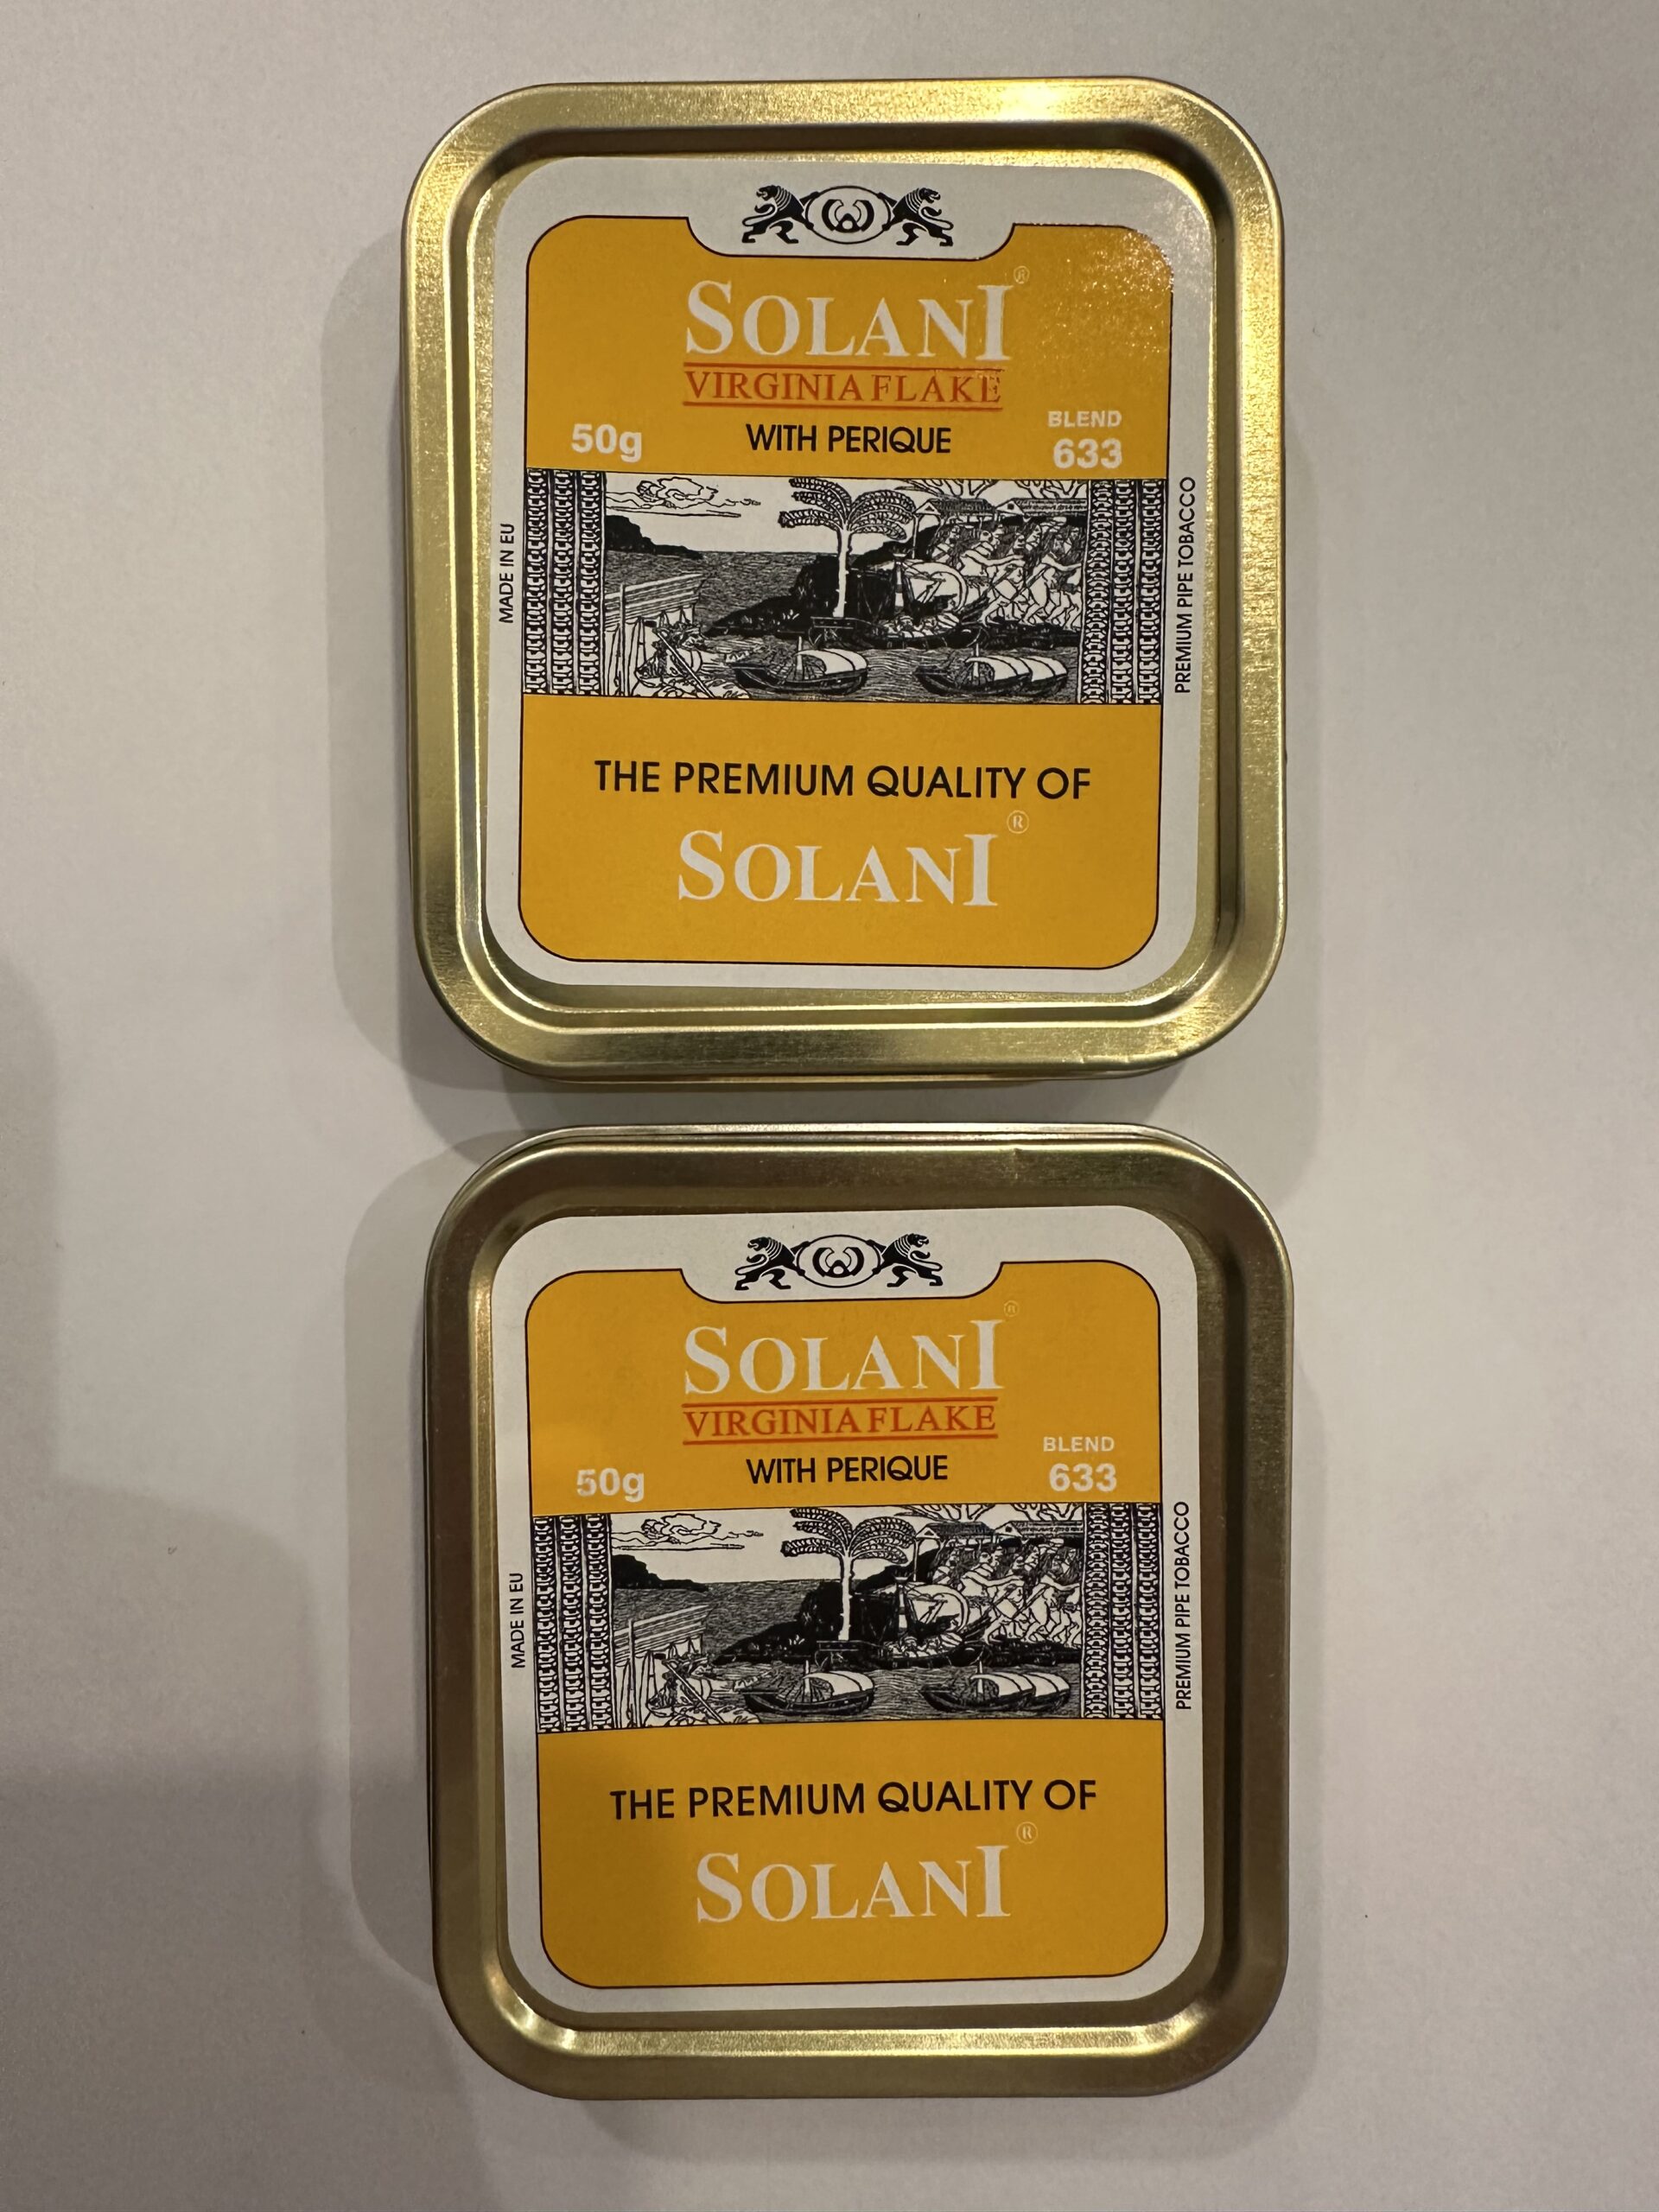 SOLANI®
VIRGINIA FLAKE
WITH PERIQUE
50g
BLEND
633
MADE IN EU
PREMIUM PIPE TOBACCO
THE PREMIUM QUALITY OF
SOLANI®
SOLANI®
VIRGINIA FLAKE
WITH PERIQUE
50g
BLEND
633
MADE IN EU
PREMIUM PIPE TOBACCO
THE PREMIUM QUALITY OF
SOLANI®